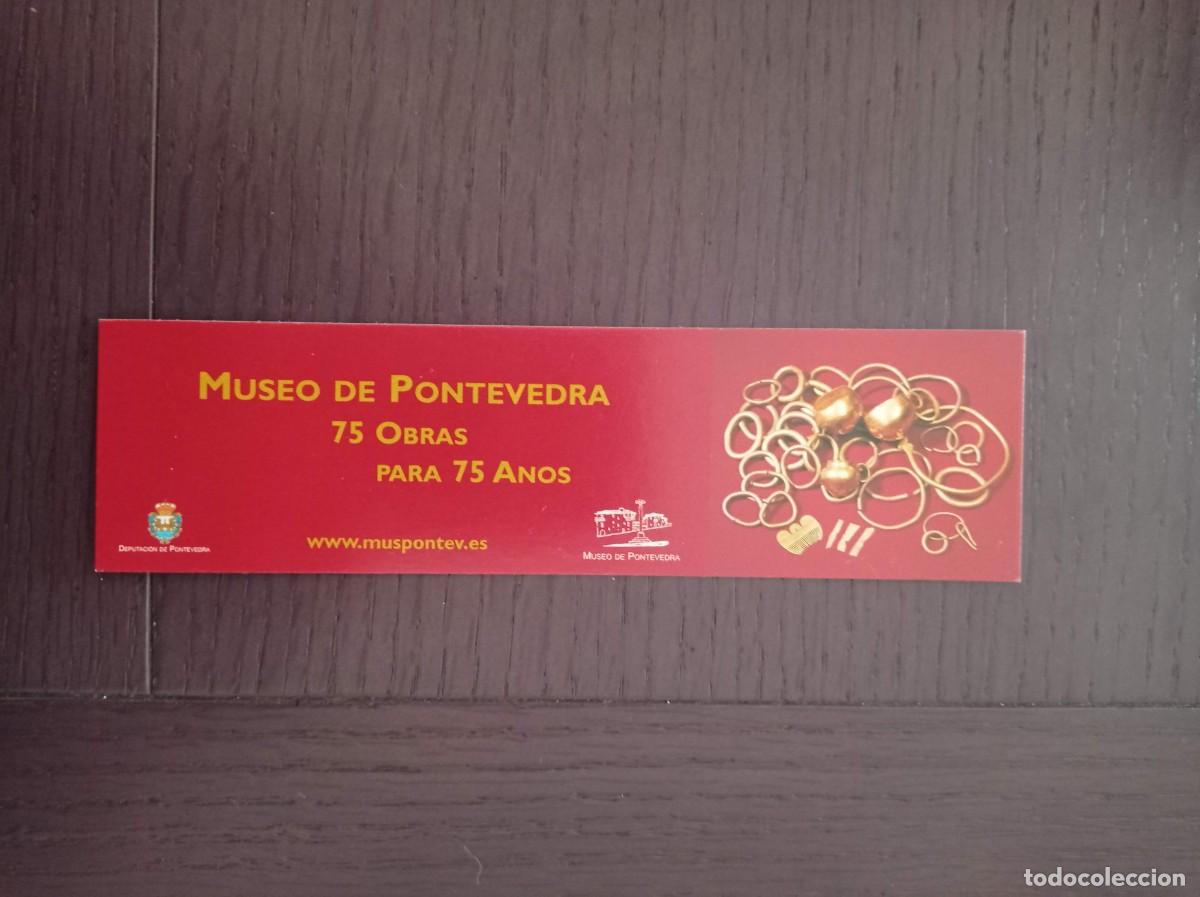 MUSEO DE PONTEVEDRA
75 OBRAS
PARA 75 ANOS
DEPUTACIÓN DE PONTEVEDRA
www.muspontev.es
MUSEO DE PONTEVEDRA
todocoleccion